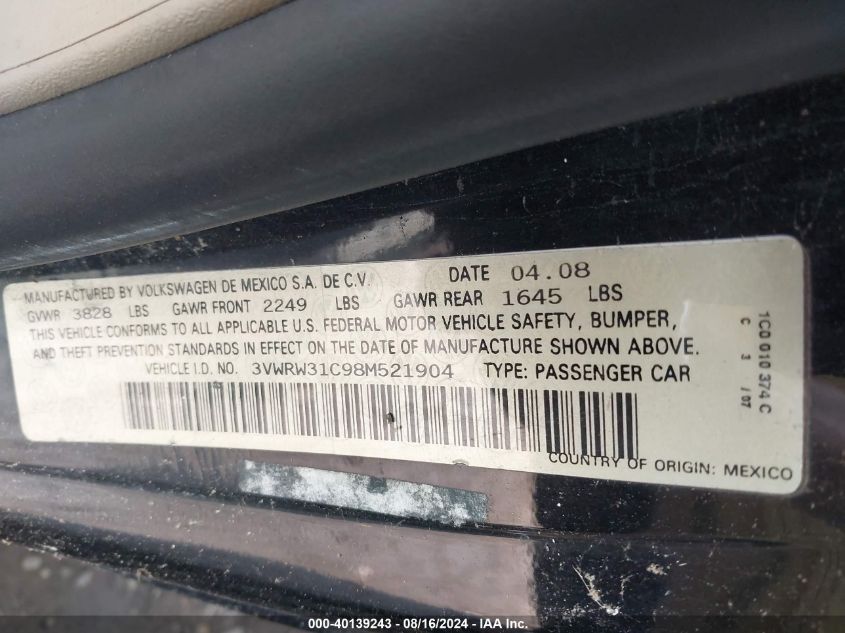 MANUFACTURED BY VOLKSWAGEN DE MEXICO S.A. DE C.V. DATE 04.08
GVWR 3828 LBS GAWR FRONT 2249 LBS GAWR REAR 1645 LBS
THIS VEHICLE CONFORMS TO ALL APPLICABLE U.S. FEDERAL MOTOR VEHICLE SAFETY, BUMPER,
AND THEFT PREVENTION STANDARDS IN EFFECT ON THE DATE OF MANUFACTURE SHOWN ABOVE.
VEHICLE I.D. NO. 3VWRW31C98M521904 TYPE: PASSENGER CAR
COUNTRY OF ORIGIN: MEXICO
1C0 010 374 C
C 3 / 07
000-40139243 - 08/16/2024 - © IAA, Inc.